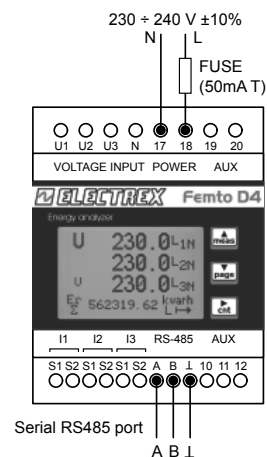 230 ÷ 240 V ±10%
N L
FUSE
(50mA T)
U1 U2 U3 N 17 18 19 20
VOLTAGE INPUT POWER AUX
ELECTREX Femto D4
Energy analyzer
U 230.0 L1N
230.0 L2N
U 230.0 L3N
meas
page
cnt
Er Σ 562319.62 kvarh L
I1 I2 I3 RS-485 AUX
S1 S2 S1 S2 S1 S2 A B ⊥ 10 11 12
Serial RS485 port
A B ⊥